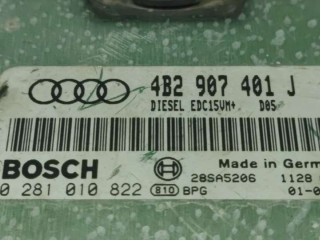 4B2 907 401 J
DIESEL EDC15VM+ D05
BOSCH
Made in Germ
0 281 010 822 810 BPG
28SA5206 1128
01-0